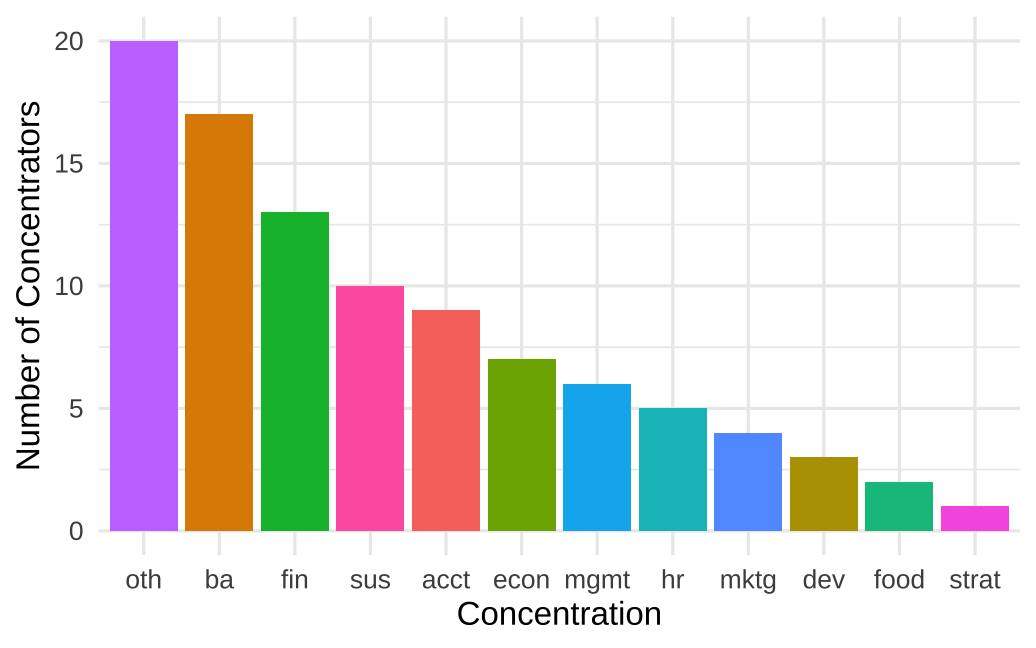 Number of Concentrators
20
15
10
5
0
oth ba fin sus acct econ mgmt hr mktg dev food strat
Concentration